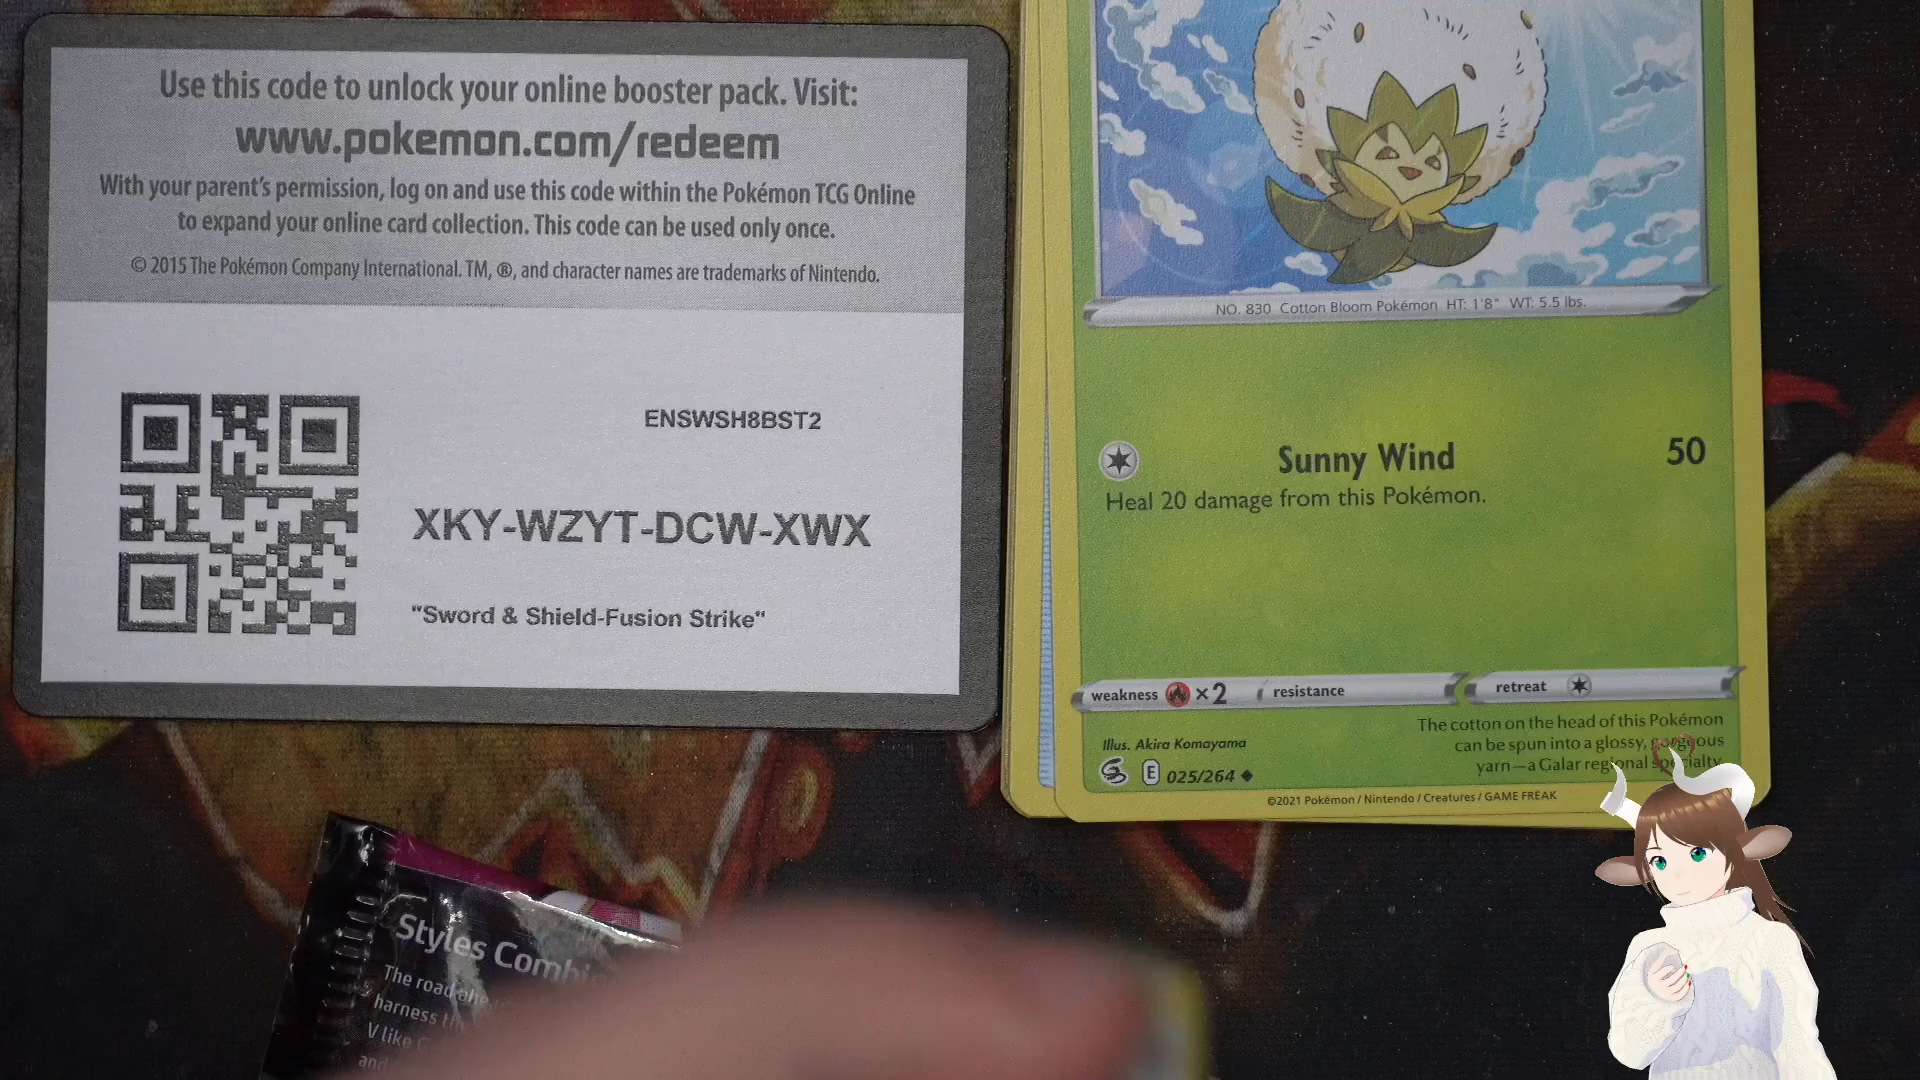 Use this code to unlock your online booster pack. Visit:
www.pokemon.com/redeem
With your parent's permission, log on and use this code within the Pokémon TCG Online
to expand your online card collection. This code can be used only once.
© 2015 The Pokémon Company International. TM, ®, and character names are trademarks of Nintendo.
ENSWSH8BST2
XKY-WZYT-DCW-XWX
"Sword & Shield-Fusion Strike"
NO. 830 Cotton Bloom Pokémon HT: 1'8" WT: 5.5 lbs.
Sunny Wind 50
Heal 20 damage from this Pokémon.
weakness ×2 resistance retreat
The cotton on the head of this Pokémon
can be spun into a glossy, gorgeous
yarn—a Galar regional specialty.
Illus. Akira Komayama
E 025/264
©2021 Pokémon / Nintendo / Creatures / GAME FREAK
Styles
The road
harness
V like
and